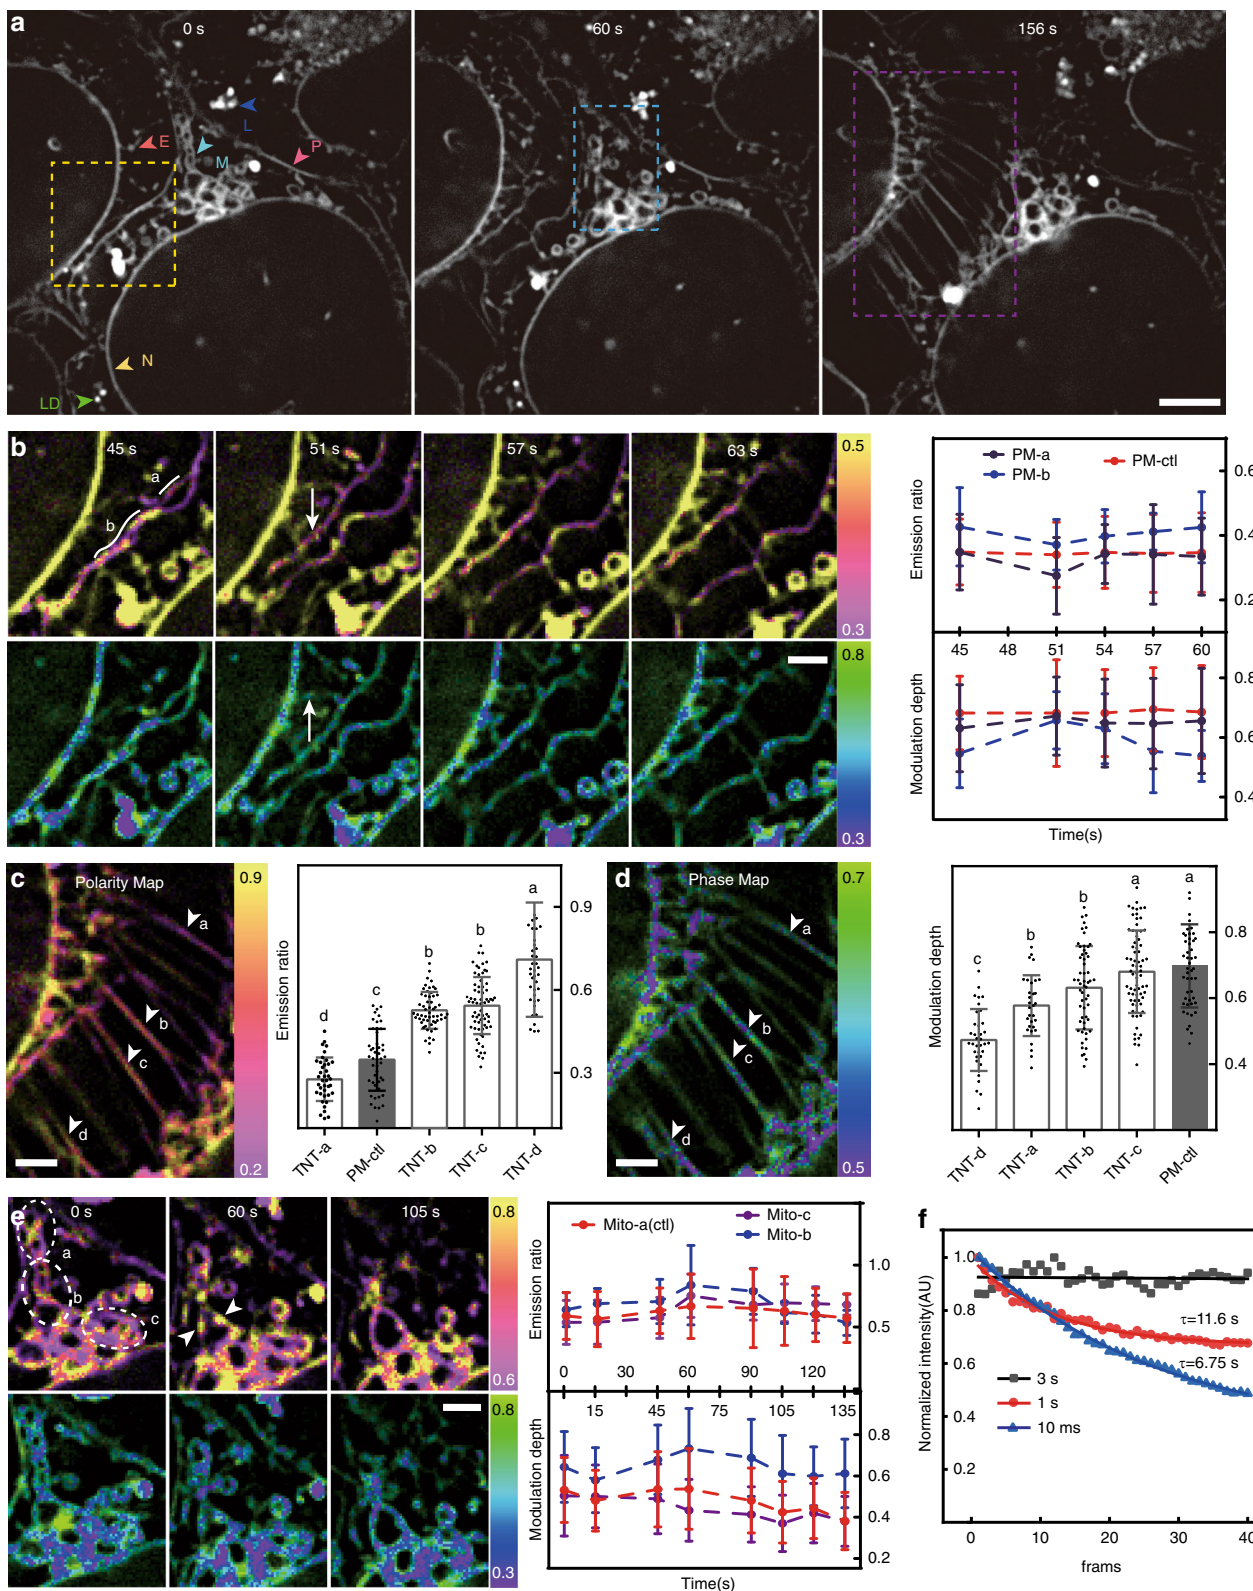 a
0 s
60 s
156 s
L
E
M
P
N
LD
b
45 s
51 s
57 s
63 s
0.5
a
b
0.3
0.8
0.3
PM-a
PM-ctl
PM-b
0.6
0.4
0.2
Emission ratio
45 48 51 54 57 60
0.8
0.6
0.4
Modulation depth
Time(s)
c
Polarity Map
0.9
a
b
c
d
0.2
Emission ratio
d
c
b
b
a
0.9
0.6
0.3
TNT-a
PM-ctl
TNT-b
TNT-c
TNT-d
d
Phase Map
0.7
a
b
c
d
0.5
Modulation depth
c
b
b
a
a
0.8
0.6
0.4
TNT-d
TNT-a
TNT-b
TNT-c
PM-ctl
e
0 s
60 s
105 s
0.8
a
b
c
0.6
0.8
0.3
Mito-a(ctl)
Mito-c
Mito-b
1.0
0.5
Emission ratio
0 30 60 90 120
15 45 75 105 135
0.8
0.6
0.4
0.2
Modulation depth
Time(s)
f
1.0
0.8
0.6
0.4
0.2
Normalized intensity(AU)
τ=11.6 s
τ=6.75 s
3 s
1 s
10 ms
0 10 20 30 40
frams